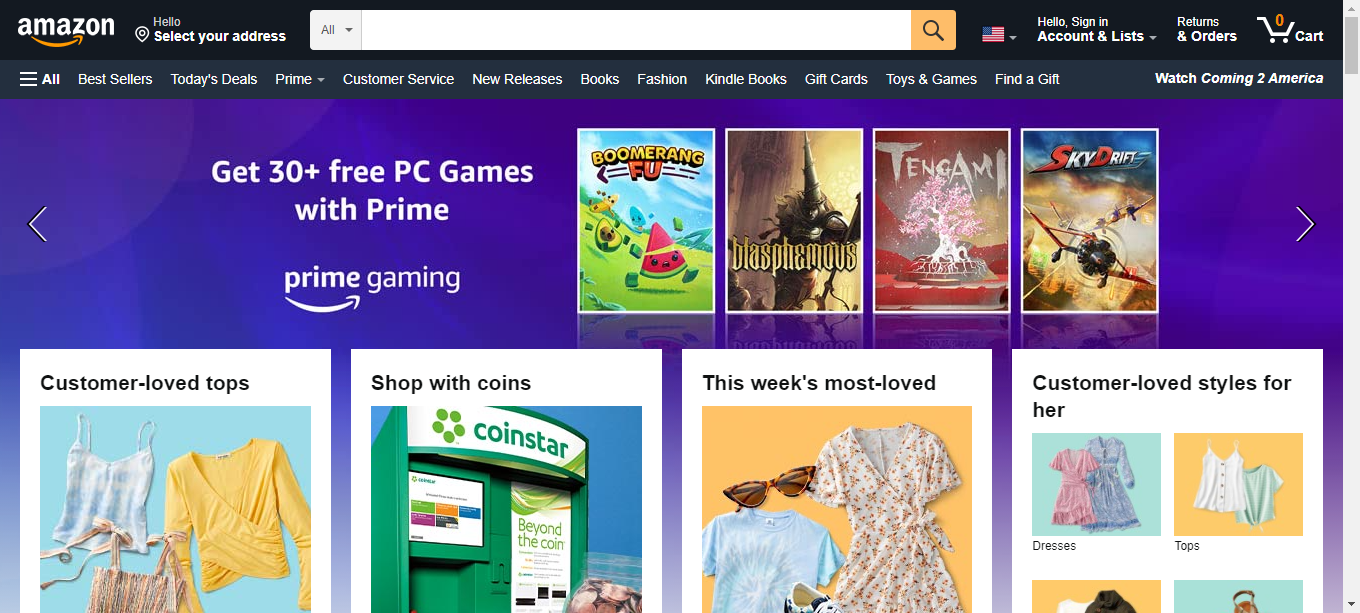 amazon
Hello
Select your address
All
Hello, Sign in
Account & Lists
Returns
& Orders
0
Cart
All
Best Sellers
Today's Deals
Prime
Customer Service
New Releases
Books
Fashion
Kindle Books
Gift Cards
Toys & Games
Find a Gift
Watch Coming 2 America
Get 30+ free PC Games
with Prime
prime gaming
BOOMERANG
FU
blasphemous
TENGAMI
SKYDRIFT
Customer-loved tops
Shop with coins
coinstar
coinstar
Beyond
the coin
coinstar
This week's most-loved
Customer-loved styles for
her
Dresses
Tops